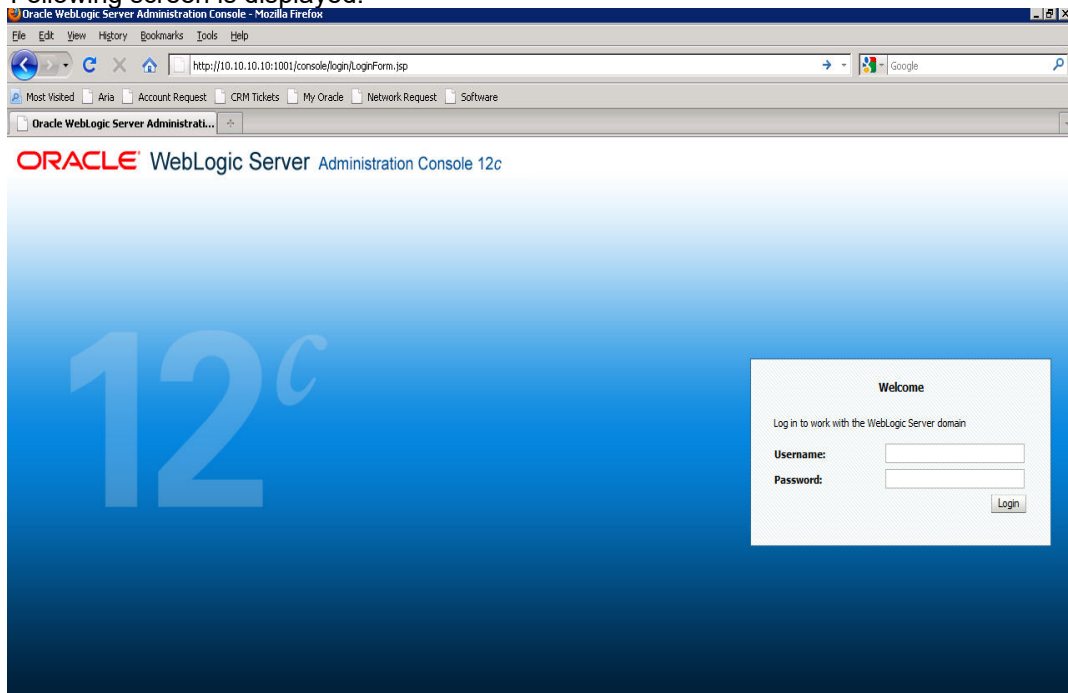 Following screen is displayed:
Oracle WebLogic Server Administration Console - Mozilla Firefox
File Edit View History Bookmarks Tools Help
http://10.10.10.10:1001/console/login/LoginForm.jsp Google
Most Visited Aria Account Request CRM Tickets My Oracle Network Request Software
Oracle WebLogic Server Administrati...
ORACLE WebLogic Server Administration Console 12c
12c
Welcome
Log in to work with the WebLogic Server domain
Username:
Password:
Login